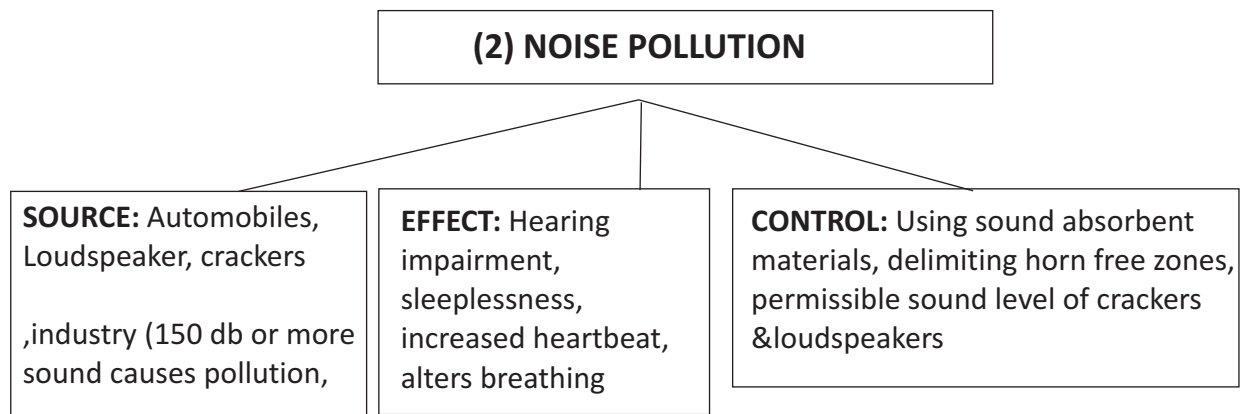 (2) NOISE POLLUTION
SOURCE: Automobiles,
Loudspeaker, crackers
,industry (150 db or more
sound causes pollution,
EFFECT: Hearing
impairment,
sleeplessness,
increased heartbeat,
alters breathing
CONTROL: Using sound absorbent
materials, delimiting horn free zones,
permissible sound level of crackers
&loudspeakers